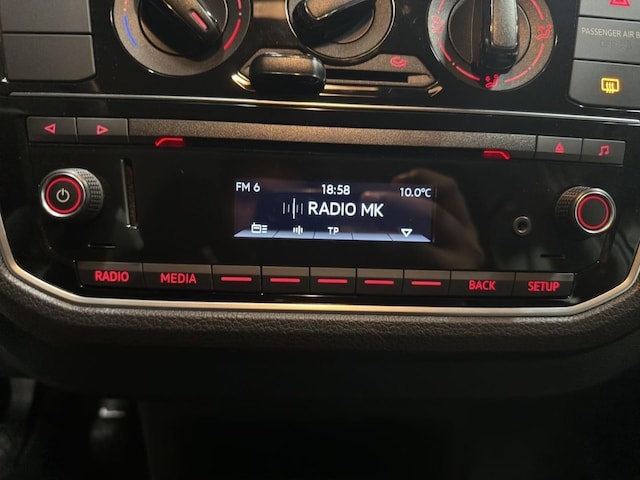 PASSENGER AIR B
FM 6 18:58 10.0°C
RADIO MK
TP
RADIO MEDIA BACK SETUP